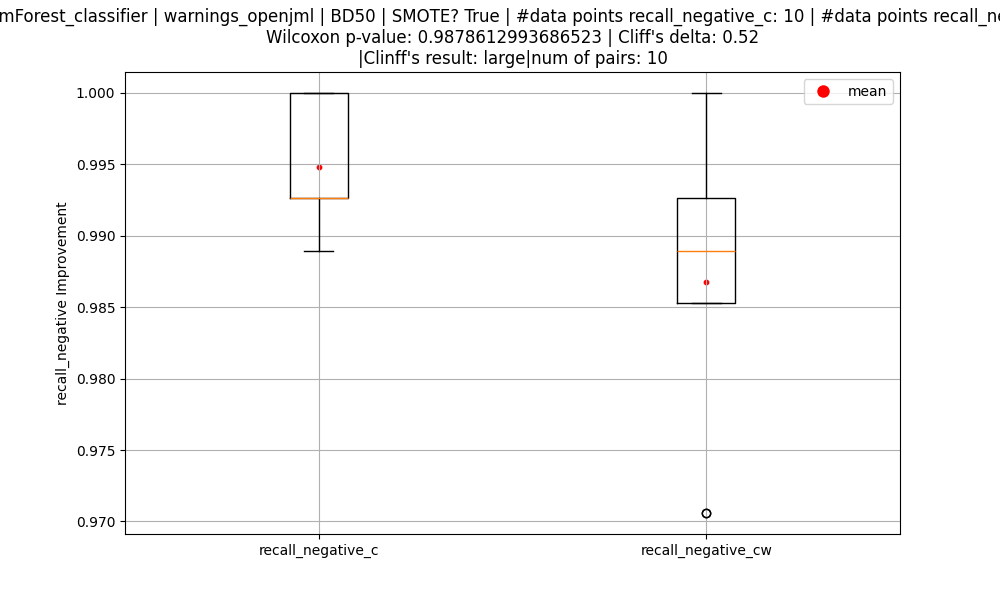 mForest_classifier | warnings_openjml | BD50 | SMOTE? True | #data points recall_negative_c: 10 | #data points recall_ne
Wilcoxon p-value: 0.9878612993686523 | Cliff's delta: 0.52
|Clinff's result: large|num of pairs: 10
mean
1.000
0.995
0.990
0.985
0.980
0.975
0.970
recall_negative Improvement
recall_negative_c
recall_negative_cw